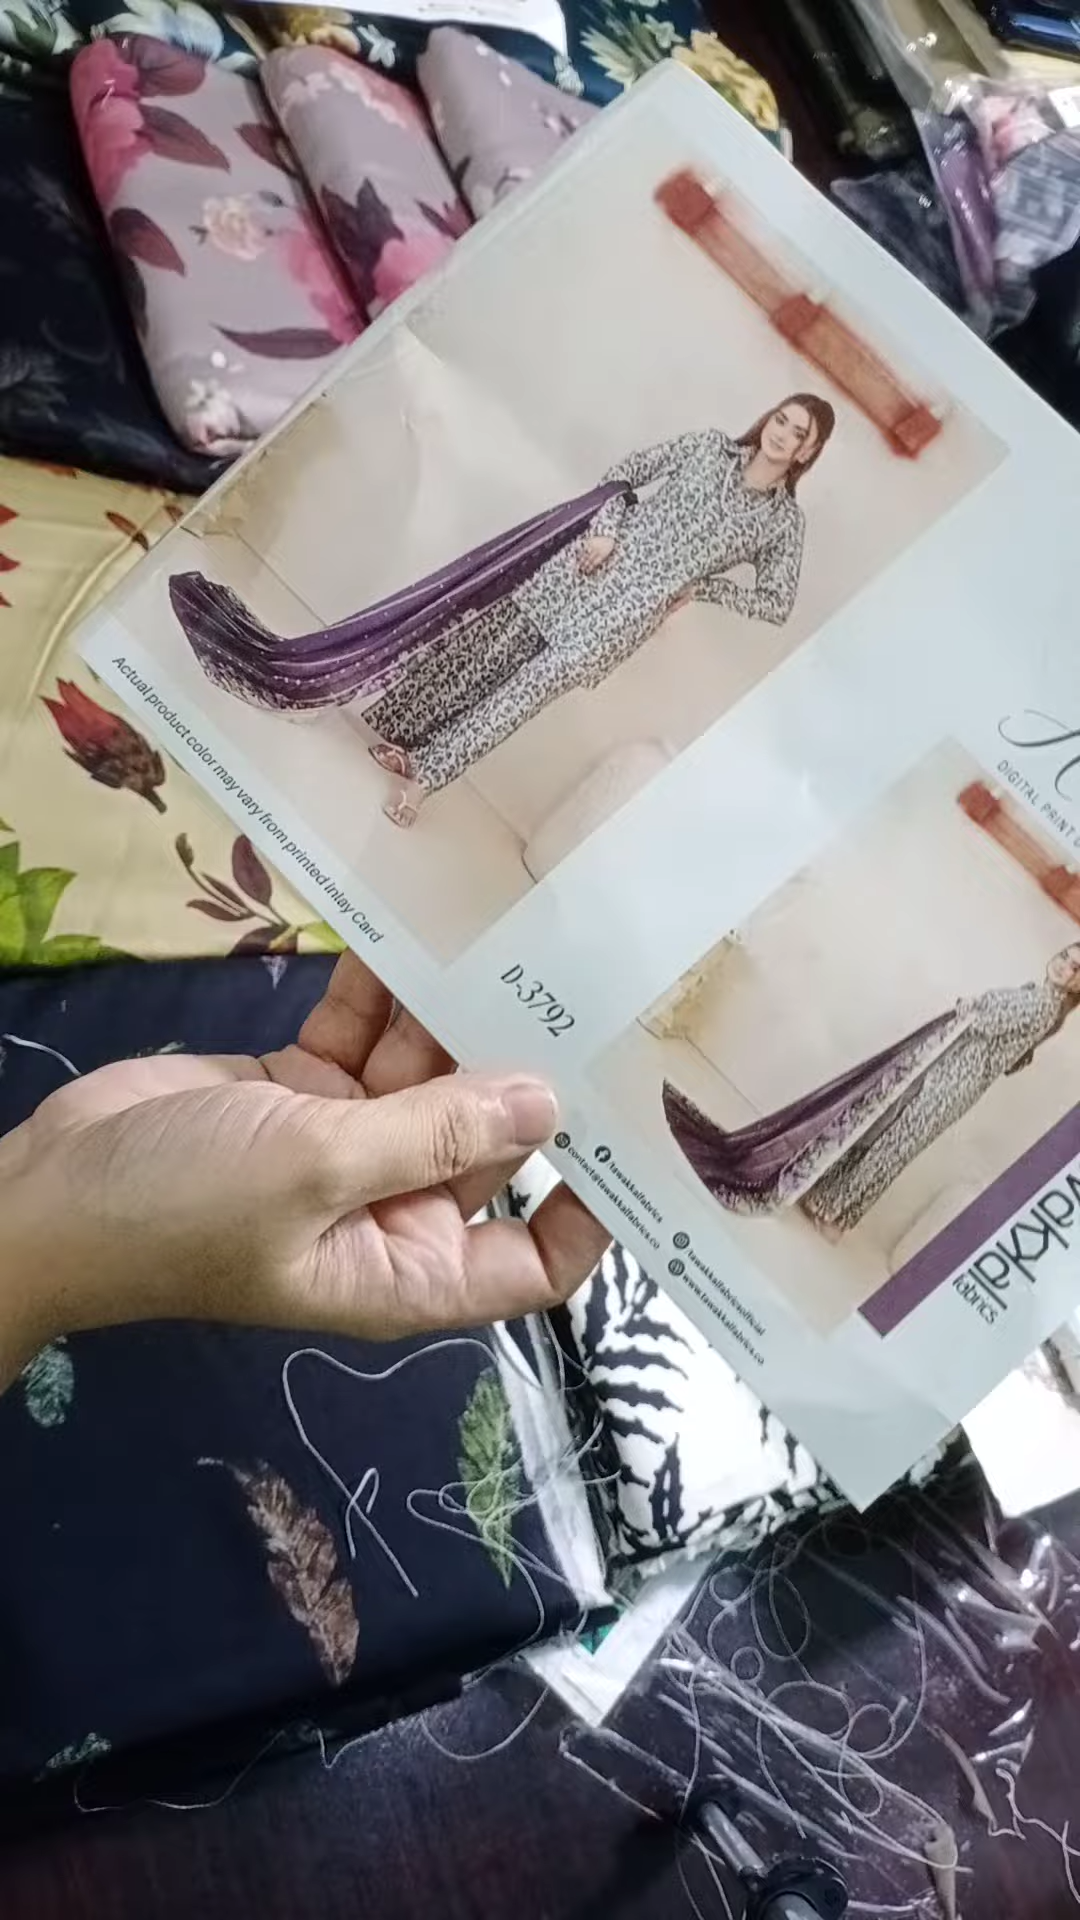 Actual product color may vary from printed Inlay Card
D-3792
DIGITAL PRINT
/tawakkalfabrics
contact@tawakkalfabrics.co
/tawakkalfabricsofficial
www.tawakkalfabrics.co
fabrics